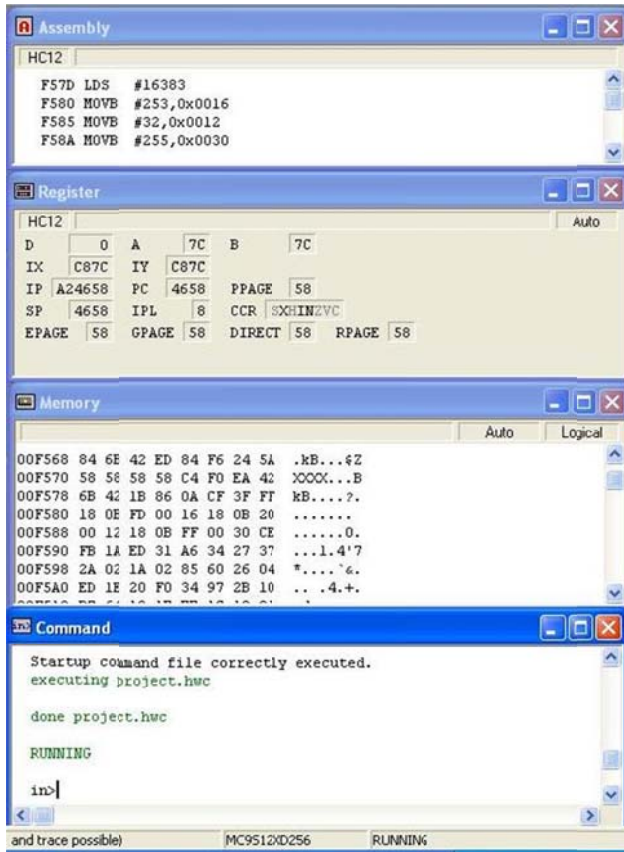 Assembly
HC12
F57D LDS #16383
F580 MOVB #253,0x0016
F585 MOVB #32,0x0012
F58A MOVB #255,0x0030
Register
HC12 Auto
D 0 A 7C B 7C
IX C87C IY C87C
IP A24658 PC 4658 PPAGE 58
SP 4658 IPL 8 CCR SXHINZVC
EPAGE 58 GPAGE 58 DIRECT 58 RPAGE 58
Memory
Auto Logical
00F568 84 6B 42 ED 84 F6 24 5A .kB...$Z
00F570 58 58 58 58 C4 F0 EA 42 XXXX...B
00F578 6B 42 1B 86 0A CF 3F FF kB....?.
00F580 18 0B FD 00 16 18 0B 20 .......
00F588 00 12 18 0B FF 00 30 CE ......0.
00F590 FB 1A ED 31 A6 34 27 37 ...1.4'7
00F598 2A 02 1A 02 85 60 26 04 *....`&.
00F5A0 ED 1E 20 F0 34 97 2B 10 .. .4.+.
Command
in>
Startup command file correctly executed.
executing project.hwc
done project.hwc
RUNNING
in>
and trace possible) MC9S12XD256 RUNNING